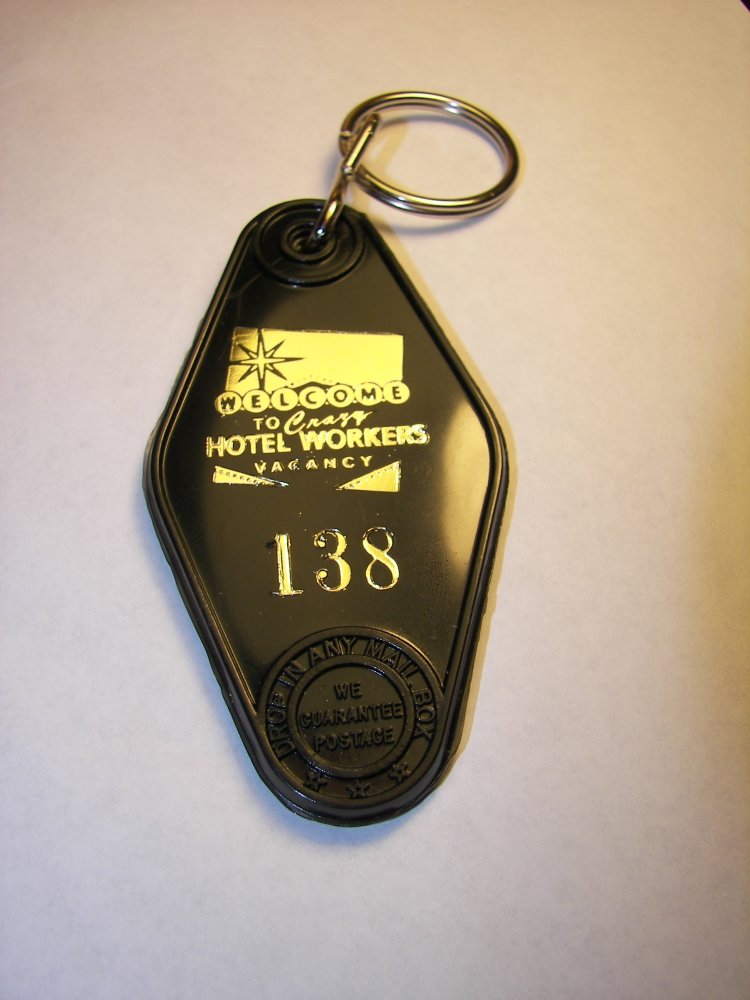 WELCOME
TO Crazy
HOTEL WORKERS
VACANCY
138
DROP IN ANY MAIL BOX
WE
GUARANTEE
POSTAGE